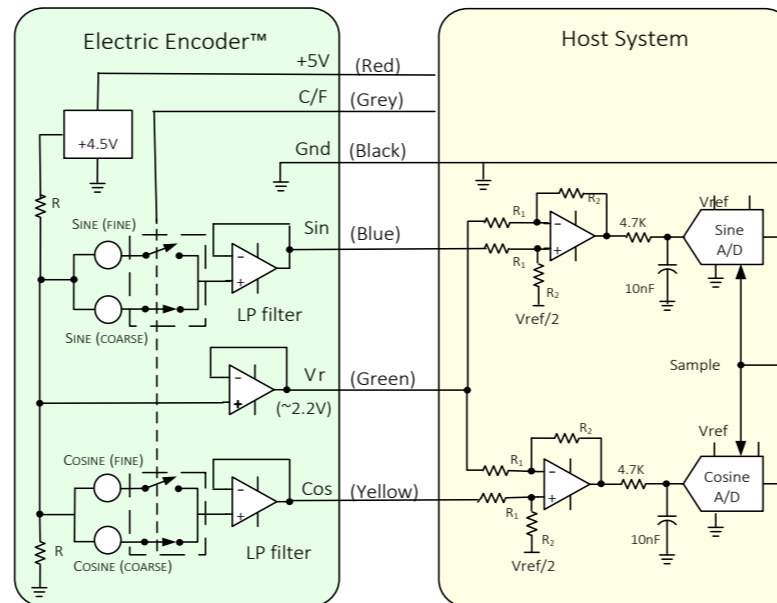 Electric Encoder™
Host System
+5V (Red)
C/F (Grey)
+4.5V
Gnd (Black)
R
SINE (FINE)
Sin (Blue)
LP filter
SINE (COARSE)
R₁
R₂
R₁
R₂
Vref/2
4.7K
10nF
Vref
Sine
A/D
Vr (Green)
(~2.2V)
Sample
COSINE (FINE)
Cos (Yellow)
LP filter
R
COSINE (COARSE)
R₁
R₂
R₁
R₂
Vref/2
4.7K
10nF
Vref
Cosine
A/D